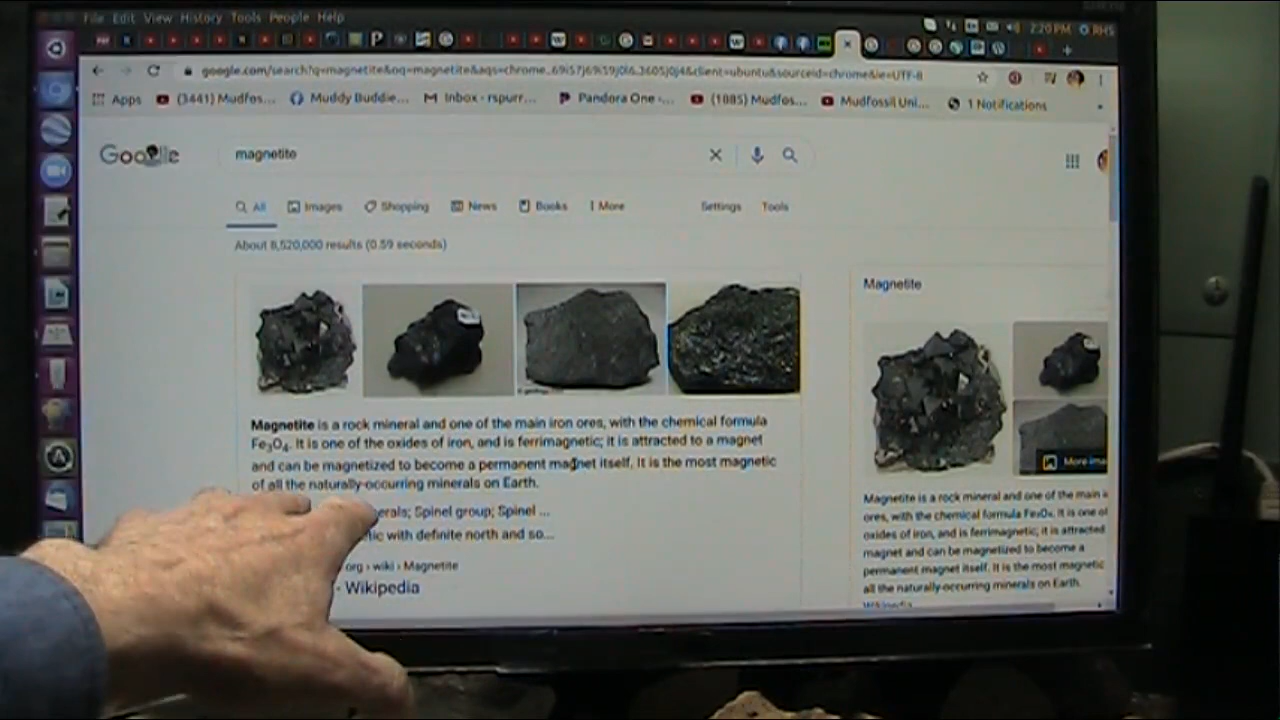 File Edit View History Tools People Help
2:20 PM RHS
google.com/search?q=magnetite&oq=magnetite&aqs=chrome..69i57j69i59j0l6.3605j0j4&client=ubuntu&sourceid=chrome&ie=UTF-8
Apps (3441) Mudfos... Muddy Buddie... Inbox - rspurr... Pandora One -... (1085) Mudfos... Mudfossil Uni... 1 Notifications
Google magnetite
All Images Shopping News Books More Settings Tools
About 8,520,000 results (0.59 seconds)
Magnetite is a rock mineral and one of the main iron ores, with the chemical formula
Fe3O4. It is one of the oxides of iron, and is ferrimagnetic; it is attracted to a magnet
and can be magnetized to become a permanent magnet itself. It is the most magnetic
of all the naturally-occurring minerals on Earth.
erals; Spinel group; Spinel ...
tic with definite north and so...
org › wiki › Magnetite
- Wikipedia
Magnetite
More ima
Magnetite is a rock mineral and one of the main i
ores, with the chemical formula Fe3O4. It is one of
oxides of iron, and is ferrimagnetic; it is attracted
magnet and can be magnetized to become a
permanent magnet itself. It is the most magnetic
all the naturally-occurring minerals on Earth.
Wikipedia